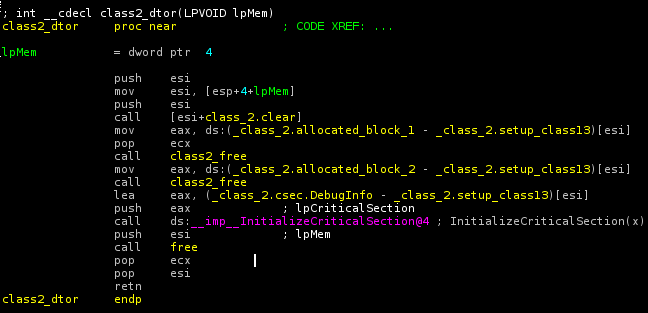 ; int __cdecl class2_dtor(LPVOID lpMem)
class2_dtor proc near ; CODE XREF: ...
lpMem = dword ptr 4
push esi
mov esi, [esp+4+lpMem]
push esi
call [esi+class_2.clear]
mov eax, ds:(_class_2.allocated_block_1 - _class_2.setup_class13)[esi]
pop ecx
call class2_free
mov eax, ds:(_class_2.allocated_block_2 - _class_2.setup_class13)[esi]
call class2_free
lea eax, (_class_2.csec.DebugInfo - _class_2.setup_class13)[esi]
push eax ; lpCriticalSection
call ds:__imp__InitializeCriticalSection@4 ; InitializeCriticalSection(x)
push esi ; lpMem
call free
pop ecx
pop esi
retn
class2_dtor endp